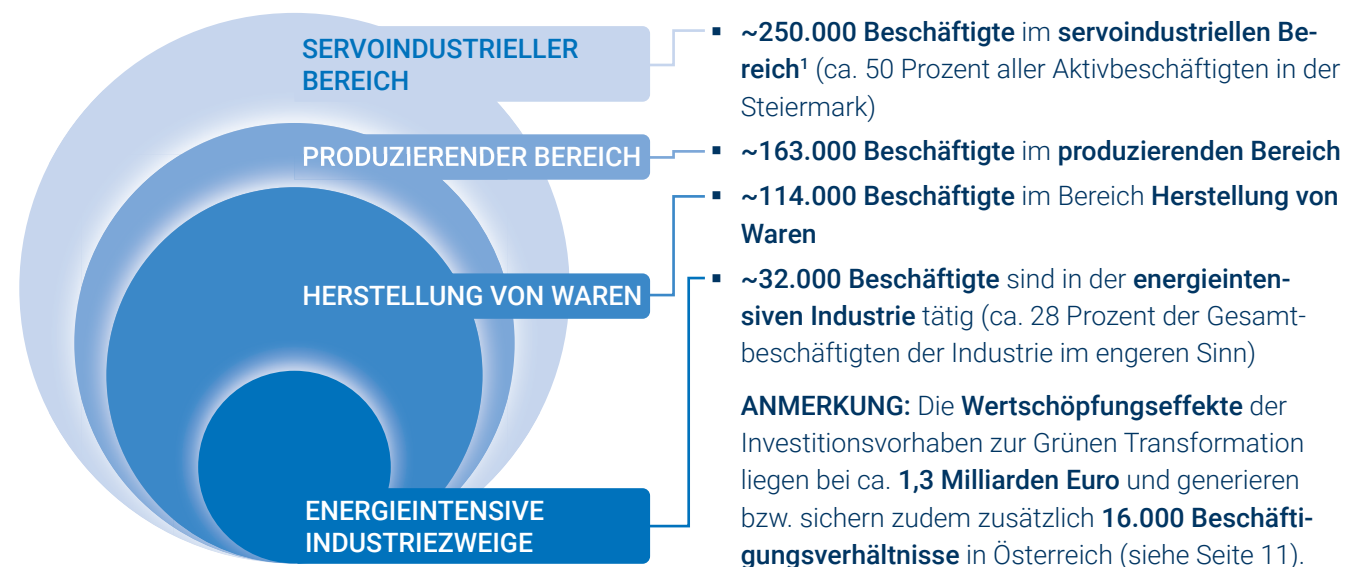 SERVOINDUSTRIELLER
BEREICH
PRODUZIERENDER BEREICH
HERSTELLUNG VON WAREN
ENERGIEINTENSIVE
INDUSTRIEZWEIGE
▪ ~250.000 Beschäftigte im servoindustriellen Be-
reich¹ (ca. 50 Prozent aller Aktivbeschäftigten in der
Steiermark)
▪ ~163.000 Beschäftigte im produzierenden Bereich
▪ ~114.000 Beschäftigte im Bereich Herstellung von
Waren
▪ ~32.000 Beschäftigte sind in der energieinten-
siven Industrie tätig (ca. 28 Prozent der Gesamt-
beschäftigten der Industrie im engeren Sinn)
ANMERKUNG: Die Wertschöpfungseffekte der
Investitionsvorhaben zur Grünen Transformation
liegen bei ca. 1,3 Milliarden Euro und generieren
bzw. sichern zudem zusätzlich 16.000 Beschäfti-
gungsverhältnisse in Österreich (siehe Seite 11).